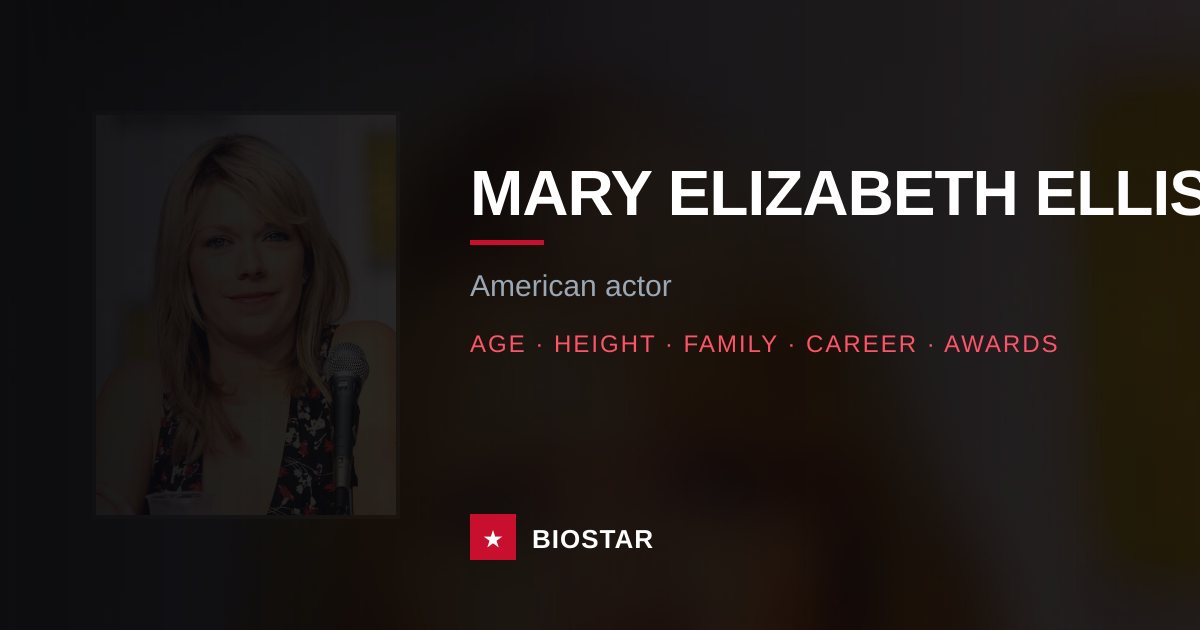 MARY ELIZABETH ELLIS
American actor
AGE · HEIGHT · FAMILY · CAREER · AWARDS
BIOSTAR